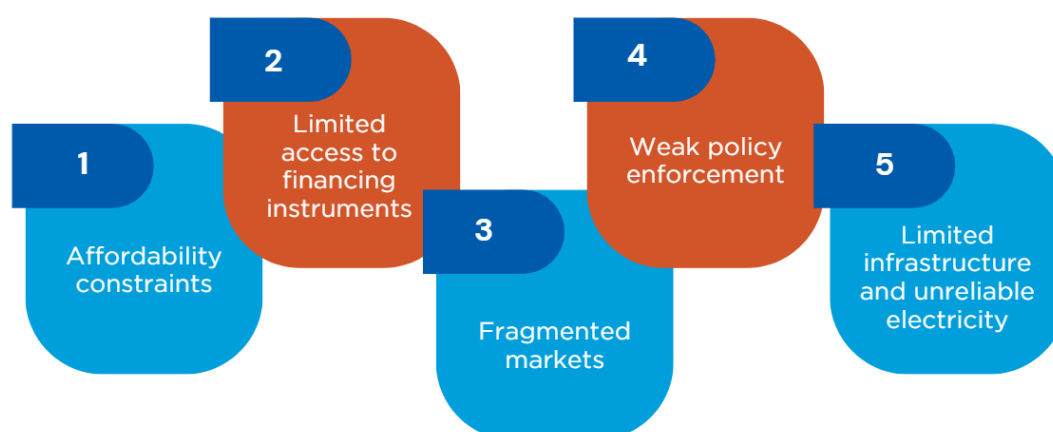 1
Affordability
constraints
2
Limited
access to
financing
instruments
3
Fragmented
markets
4
Weak policy
enforcement
5
Limited
infrastructure
and unreliable
electricity